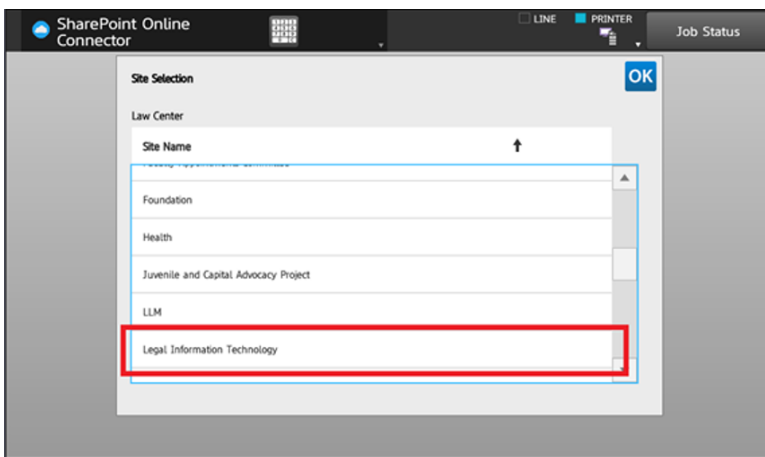 SharePoint Online
Connector
LINE
PRINTER
Job Status
Site Selection
OK
Law Center
Site Name
Foundation
Health
Juvenile and Capital Advocacy Project
LLM
Legal Information Technology